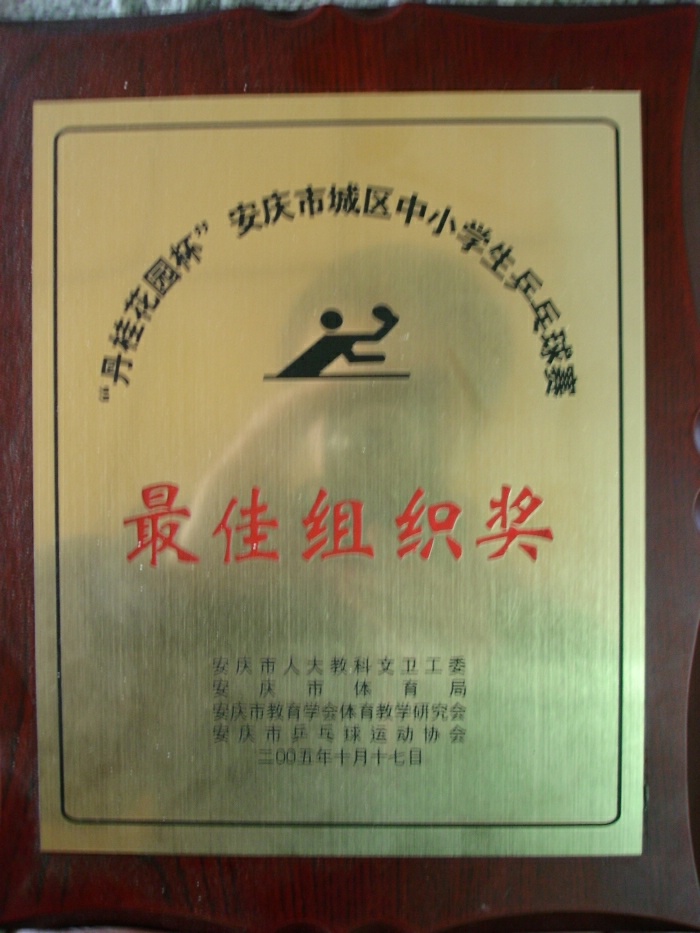 “丹桂花园杯”安庆市城区中小学生乒乓球赛
最佳组织奖
安庆市人大教科文卫工委
安庆市体育局
安庆市教育学会体育教学研究会
安庆市乒乓球运动协会
二00五年十月十七日